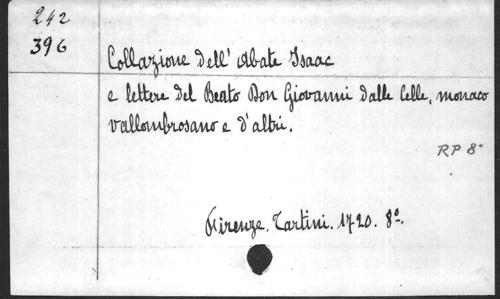 242
396
Collazione dell' Abate Isaac
e lettere del Beato Don Giovanni dalle Celle, monaco
vallombrosano e d'altri.
RP 8°
Firenze. Tartini. 1720. 8°.